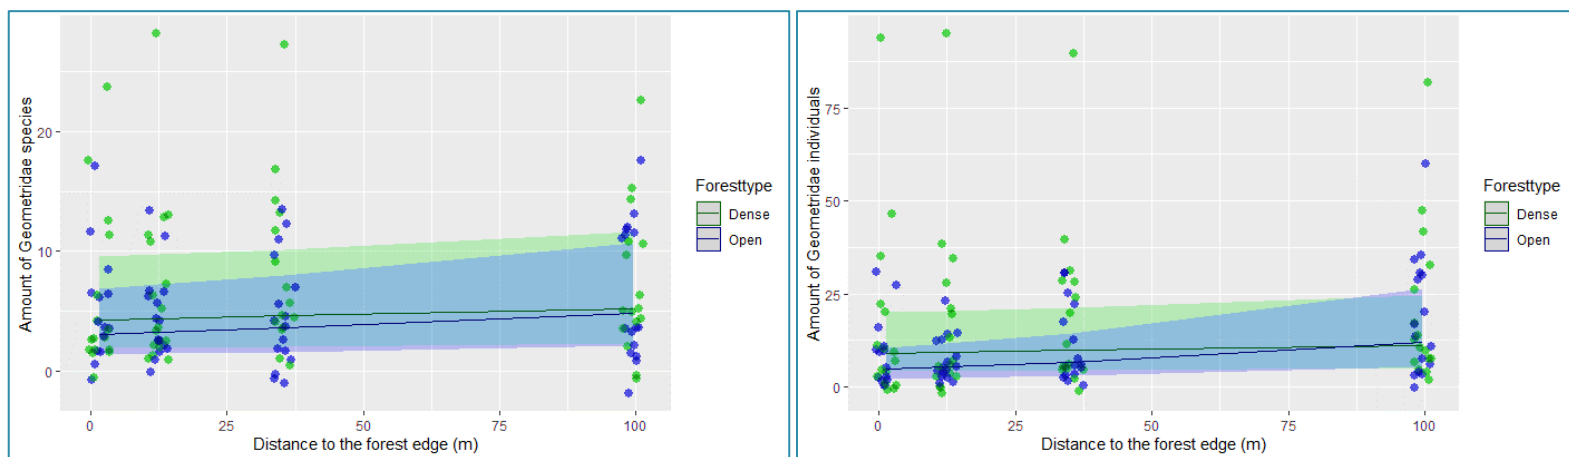 Amount of Geometridae species
20
10
0
0
25
50
75
100
Distance to the forest edge (m)
Foresttype
Dense
Open
Amount of Geometridae individuals
75
50
25
0
0
25
50
75
100
Distance to the forest edge (m)
Foresttype
Dense
Open